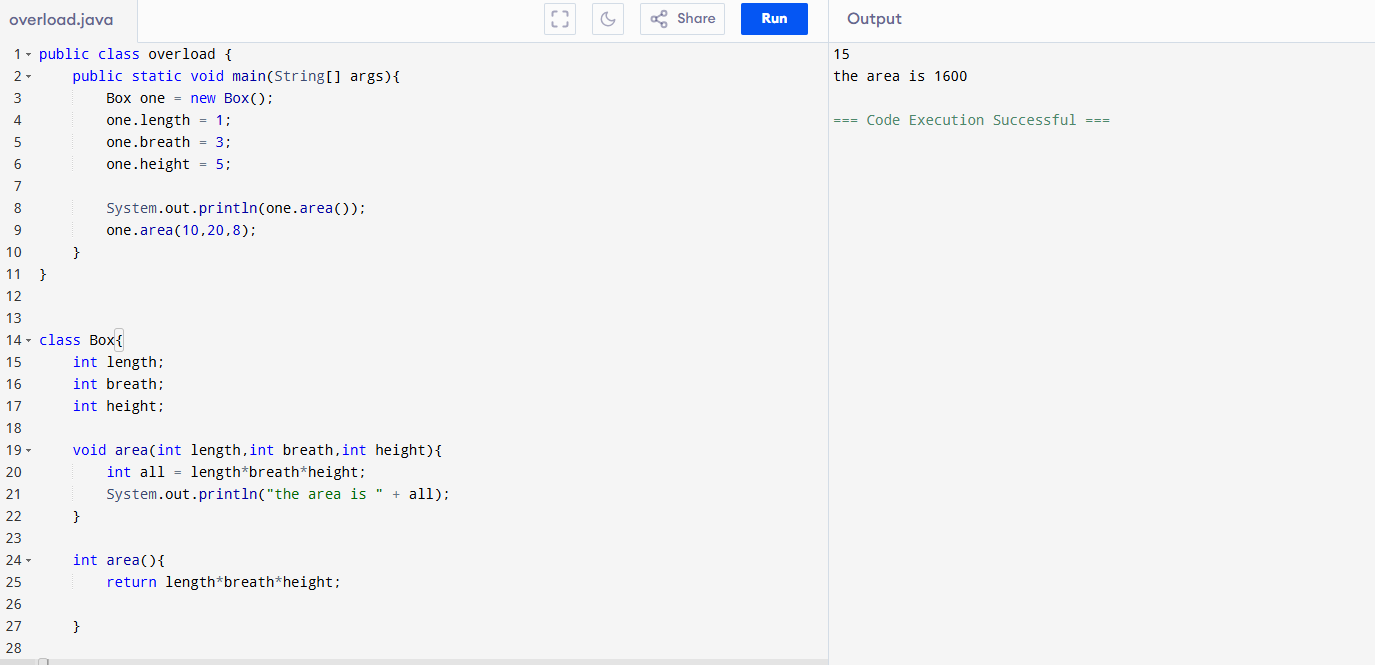 overload.java
Share
Run
Output
1 public class overload {
2     public static void main(String[] args){
3         Box one = new Box();
4         one.length = 1;
5         one.breath = 3;
6         one.height = 5;
7
8         System.out.println(one.area());
9         one.area(10,20,8);
10     }
11 }
12
13
14 class Box{
15     int length;
16     int breath;
17     int height;
18
19     void area(int length,int breath,int height){
20         int all = length*breath*height;
21         System.out.println("the area is " + all);
22     }
23
24     int area(){
25         return length*breath*height;
26
27     }
28
15
the area is 1600
=== Code Execution Successful ===